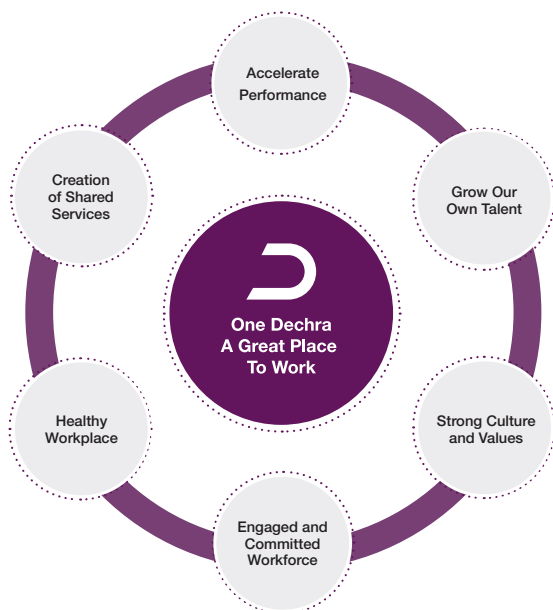 Accelerate
Performance
Grow Our
Own Talent
Strong Culture
and Values
Engaged and
Committed
Workforce
Healthy
Workplace
Creation
of Shared
Services
One Dechra
A Great Place
To Work